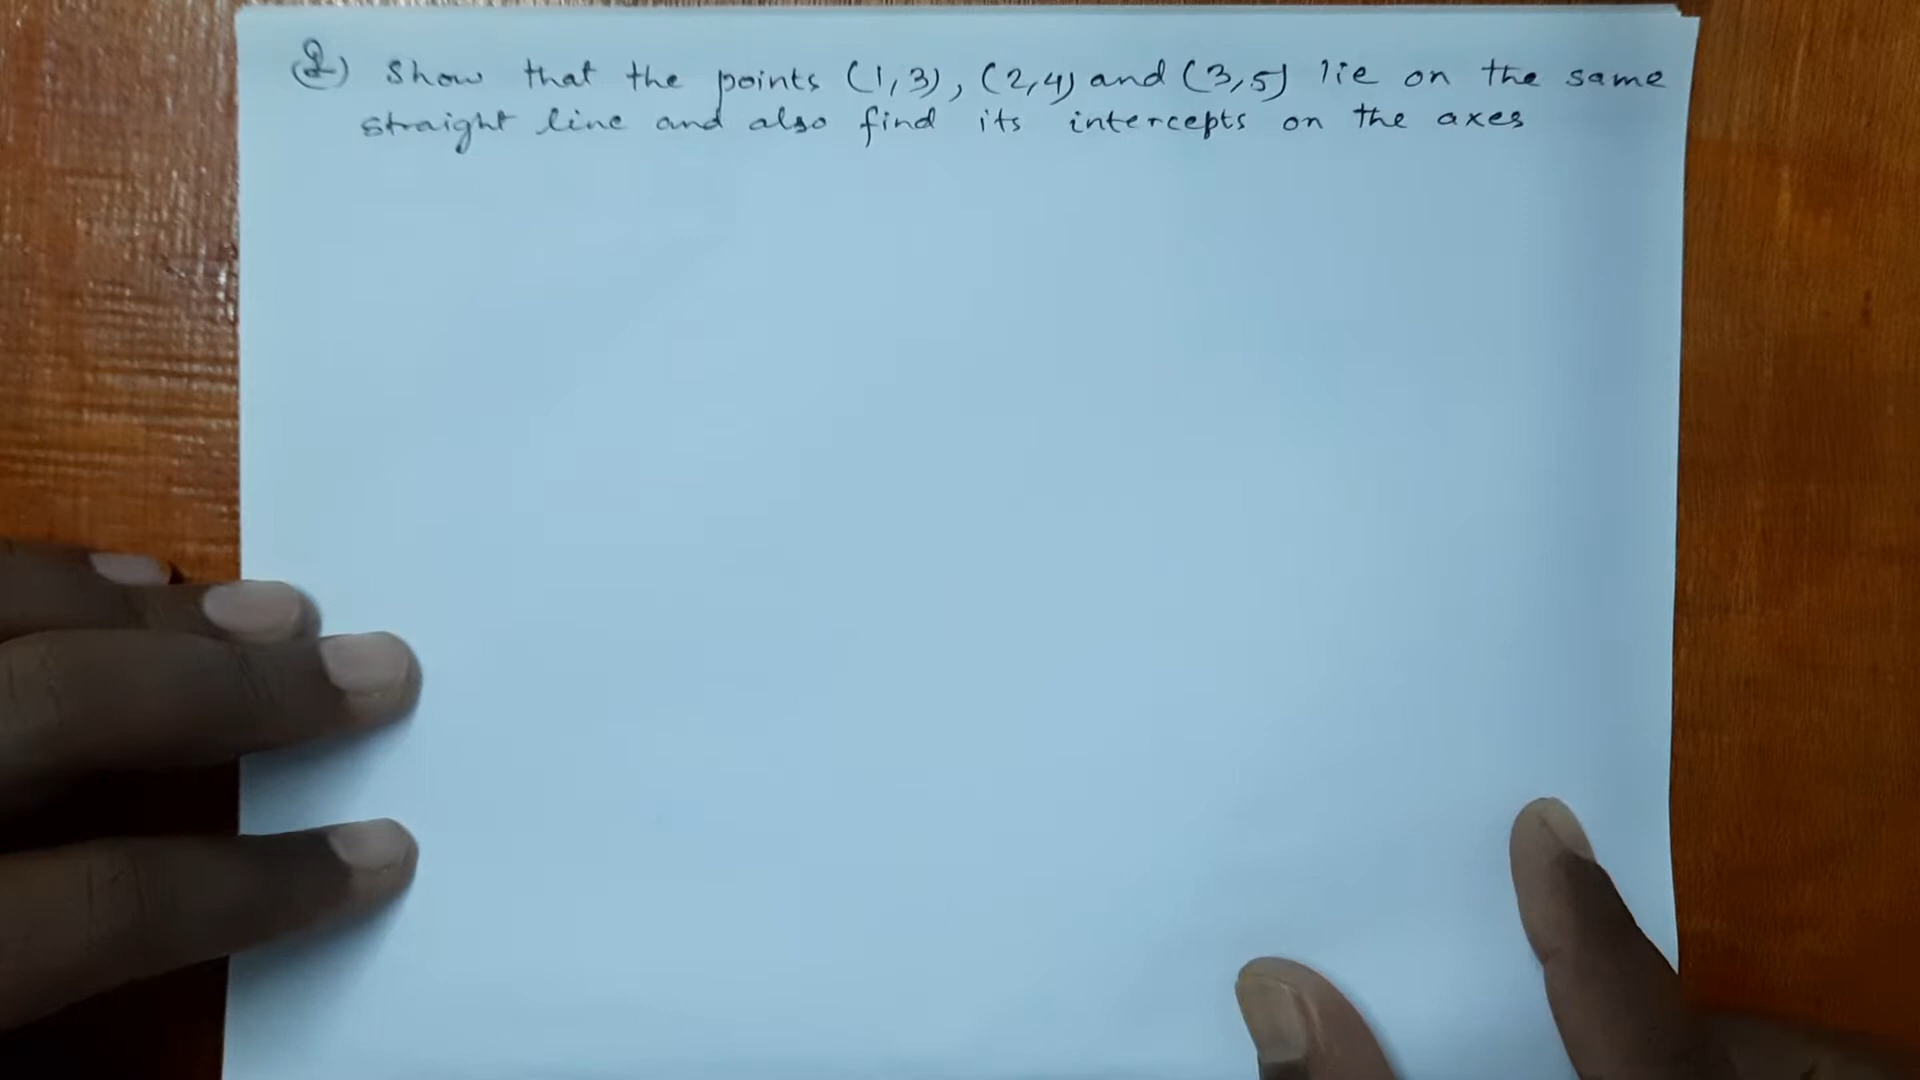 Q) Show that the points (1,3), (2,4) and (3,5) lie on the same
straight line and also find its intercepts on the axes